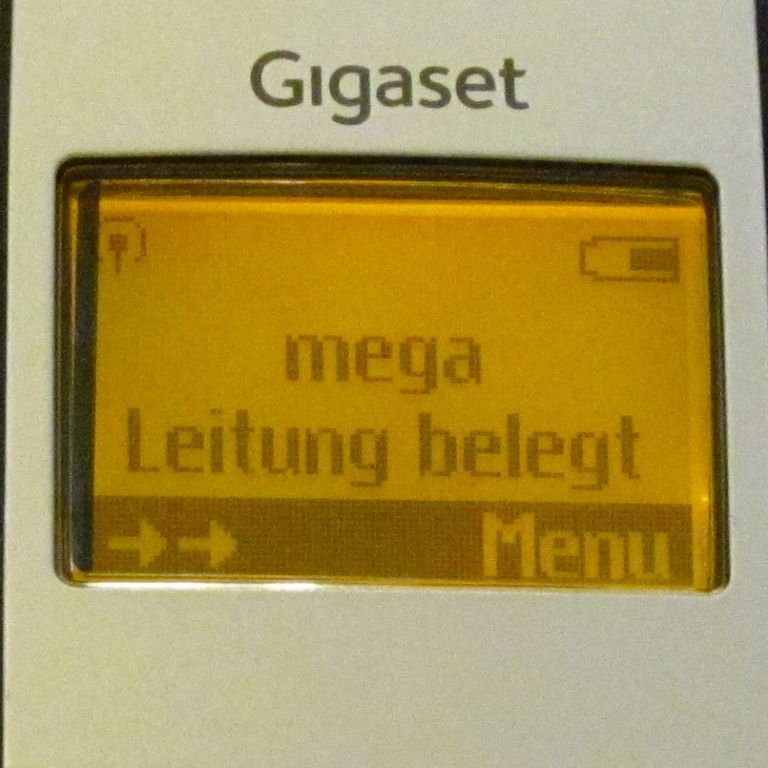 Gigaset
mega
Leitung belegt
→→ Menu